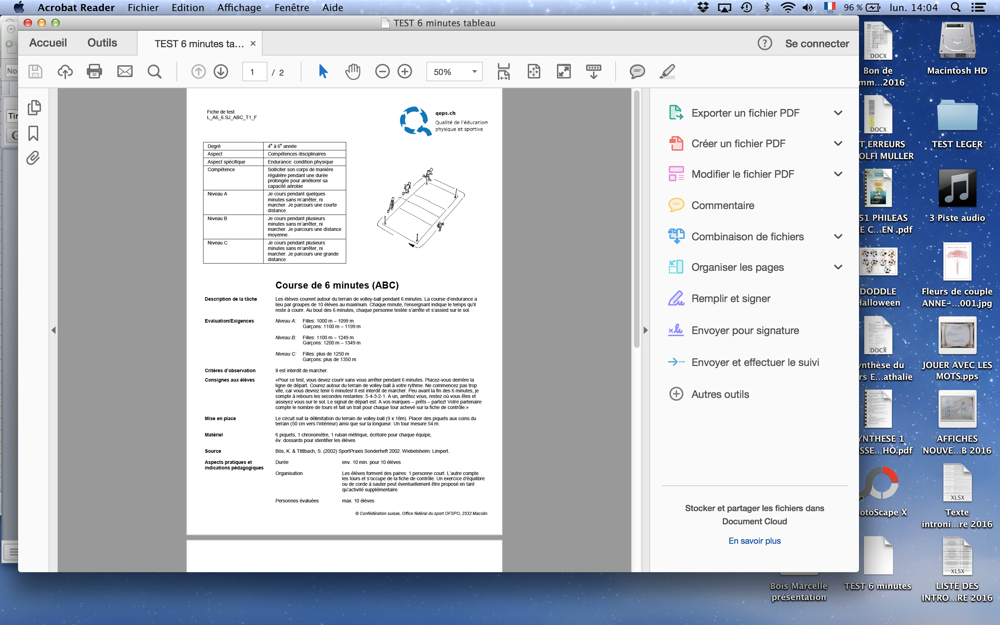 Acrobat Reader Fichier Edition Affichage Fenêtre Aide
123
96 % lun. 14:04
TEST 6 minutes tableau
Accueil Outils TEST 6 minutes ta... ×
? Se connecter
1 / 2
50%
No
Tir
Fiche de test
L_A6_6.SJ_ABC_T1_F
qeps.ch
Qualité de l'éducation
physique et sportive
Degré 4e à 6e année
Aspect Compétences disciplinaires
Aspect spécifique Endurance: condition physique
Compétence Solliciter son corps de manière
régulière pendant une durée
prolongée pour améliorer sa
capacité aérobie
Niveau A Je cours pendant quelques
minutes sans m'arrêter, ni
marcher. Je parcours une courte
distance.
Niveau B Je cours pendant plusieurs
minutes sans m'arrêter, ni
marcher. Je parcours une distance
moyenne.
Niveau C Je cours pendant plusieurs
minutes sans m'arrêter, ni
marcher. Je parcours une grande
distance.
Course de 6 minutes (ABC)
Description de la tâche Les élèves courent autour du terrain de volley-ball pendant 6 minutes. La course d'endurance a
lieu par groupes de 10 élèves au maximum. Chaque minute, l'enseignant indique le temps qu'il
reste à courir. Au bout des 6 minutes, chaque personne testée s'arrête et s'assied sur le sol.
Evaluation/Exigences Niveau A: Filles: 1000 m – 1099 m
Garçons: 1100 m – 1199 m
Niveau B: Filles: 1100 m – 1249 m
Garçons: 1200 m – 1349 m
Niveau C: Filles: plus de 1250 m
Garçons: plus de 1350 m
Critères d'observation Il est interdit de marcher.
Consignes aux élèves «Pour ce test, vous devez courir sans vous arrêter pendant 6 minutes. Placez-vous derrière la
ligne de départ. Courez autour du terrain de volley-ball à votre rythme. Ne commencez pas trop
vite, car vous devrez tenir 6 minutes! Il est interdit de marcher. Peu avant la fin des 6 minutes, je
compte à rebours les secondes restantes: 5-4-3-2-1. A un, arrêtez vous, restez où vous êtes et
asseyez vous sur le sol. Le signal de départ est: A vos marques – prêts – partez! Votre partenaire
compte le nombre de tours et fait un trait pour chaque tour achevé sur la fiche de contrôle.»
Mise en place Le circuit suit la délimitation du terrain de volley-ball (9 x 18m). Placer des piquets aux coins du
terrain (50 cm vers l'intérieur) ainsi que sur la longueur. Un tour mesure 54 m.
Matériel 6 piquets, 1 chronomètre, 1 ruban métrique, écritoire pour chaque équipe,
év. dossards pour identifier les élèves
Source Bös, K. & Tittlbach, S. (2002) SportPraxis Sonderheft 2002. Wiebelsheim: Limpert.
Aspects pratiques et
indications pédagogiques
Durée env. 10 min. pour 10 élèves
Organisation Les élèves forment des paires: 1 personne court. L'autre compte
les tours et s'occupe de la fiche de contrôle. Un exercice d'équilibre
ou de corde à sauter peut éventuellement être proposé en tant
qu'activité supplémentaire.
Personnes évaluées max. 10 élèves
© Confédération suisse, Office fédéral du sport OFSPO, 2532 Macolin
Exporter un fichier PDF
Créer un fichier PDF
Modifier le fichier PDF
Commentaire
Combinaison de fichiers
Organiser les pages
Remplir et signer
Envoyer pour signature
Envoyer et effectuer le suivi
Autres outils
Stocker et partager les fichiers dans
Document Cloud
En savoir plus
DOCX
Bon de
mm...2016
Macintosh HD
DOCX
T ERREURS
OLFI MULLER
TEST LEGER
51 PHILEAS
E C...EN .pdf
3 Piste audio
DODDLE
Halloween
Fleurs de couple
ANNE-...001.jpg
DOCX
nthèse du
rs E...athalie
JOUER AVEC LES
MOTS.pps
YNTHESE 1
SSE...HO.pdf
AFFICHES
NOUVE...B 2016
otoScape X
XLSX
Texte
introni...re 2016
Bois Marcelle
présentation
TEST 6 minutes
XLSX
LISTE DES
INTRO...RE 2016